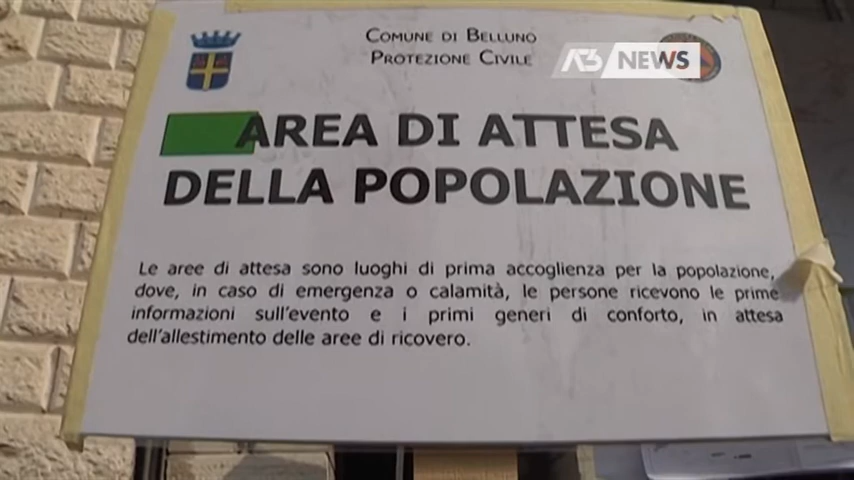 COMUNE DI BELLUNO
PROTEZIONE CIVILE
A3 NEWS
AREA DI ATTESA
DELLA POPOLAZIONE
Le aree di attesa sono luoghi di prima accoglienza per la popolazione,
dove, in caso di emergenza o calamità, le persone ricevono le prime
informazioni sull'evento e i primi generi di conforto, in attesa
dell'allestimento delle aree di ricovero.